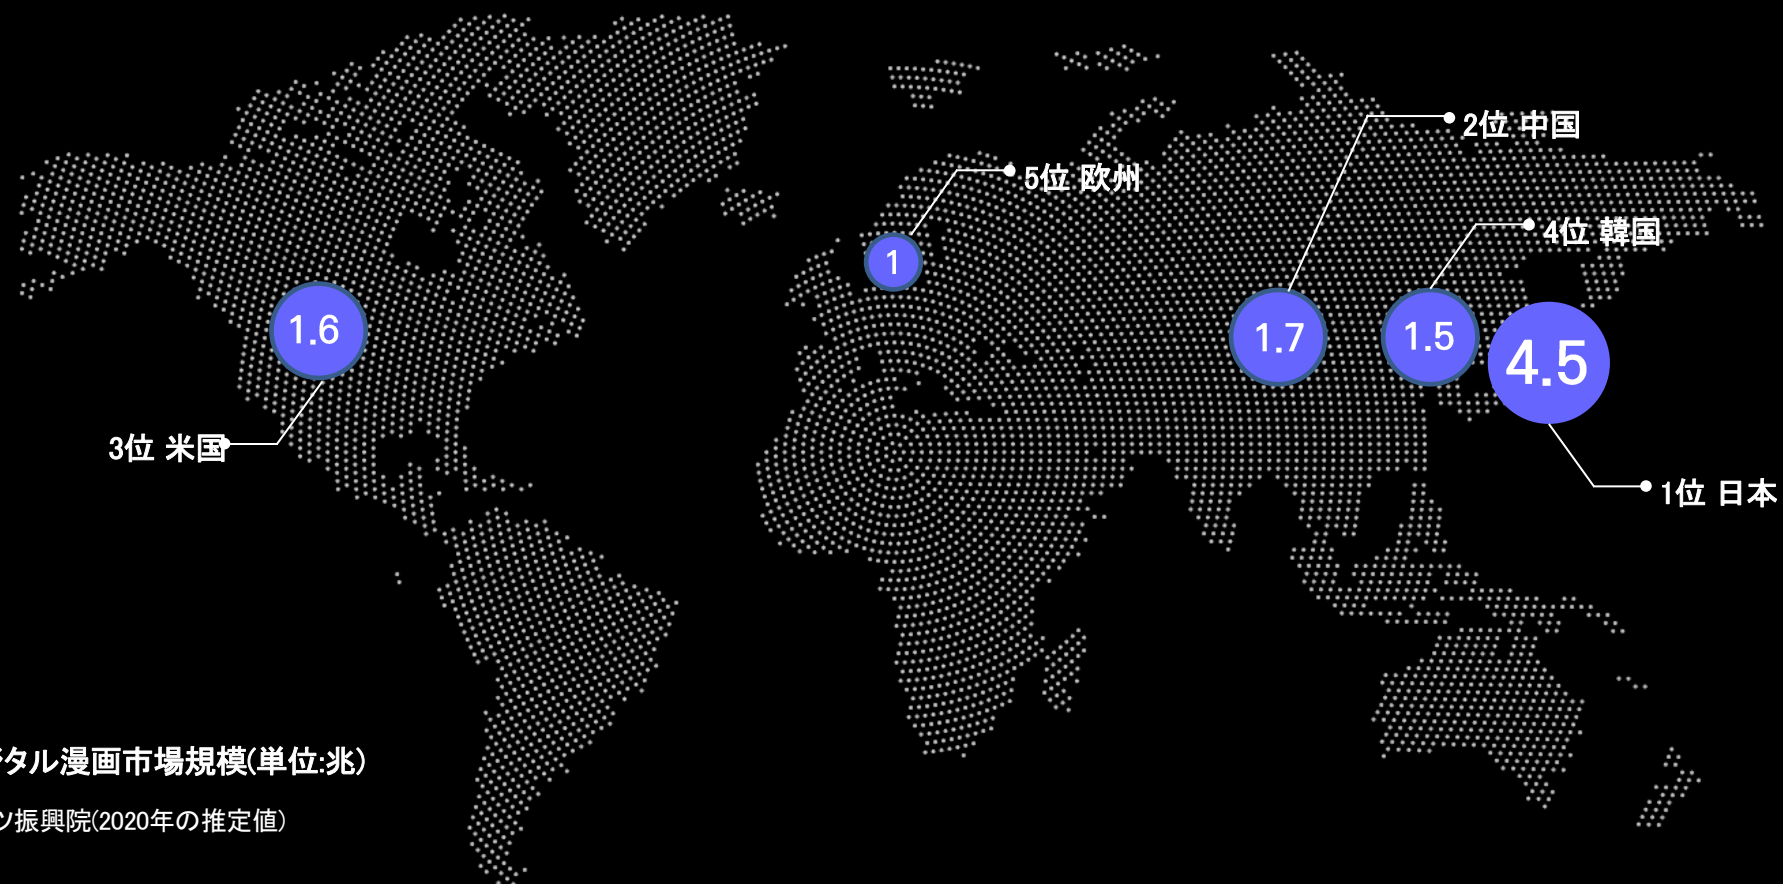 2位 中国
5位 欧州
4位 韓国
1
1.6
1.7
1.5
4.5
3位 米国
1位 日本
タル漫画市場規模(単位:兆)
ツ振興院(2020年の推定値)